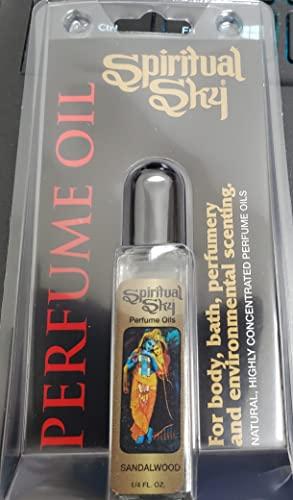 Spiritual
Sky
PERFUME OIL
For body, bath, perfumery
and environmental scenting.
NATURAL, HIGHLY CONCENTRATED PERFUME OILS
Spiritual
Sky
Perfume Oils
SANDALWOOD
1/4 FL. OZ.